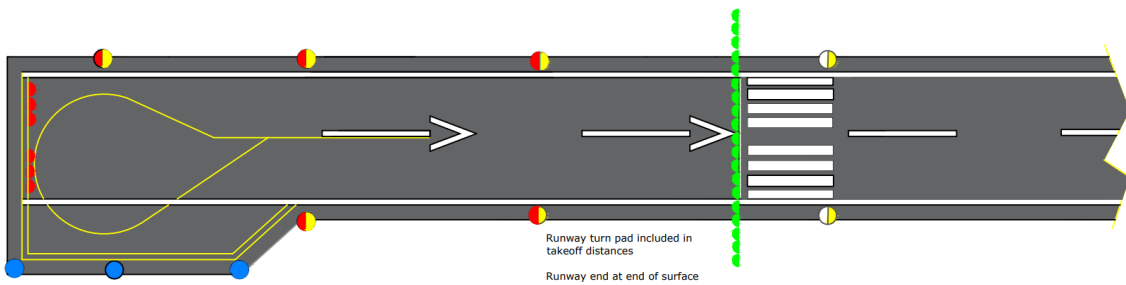 Runway turn pad included in
takeoff distances
Runway end at end of surface